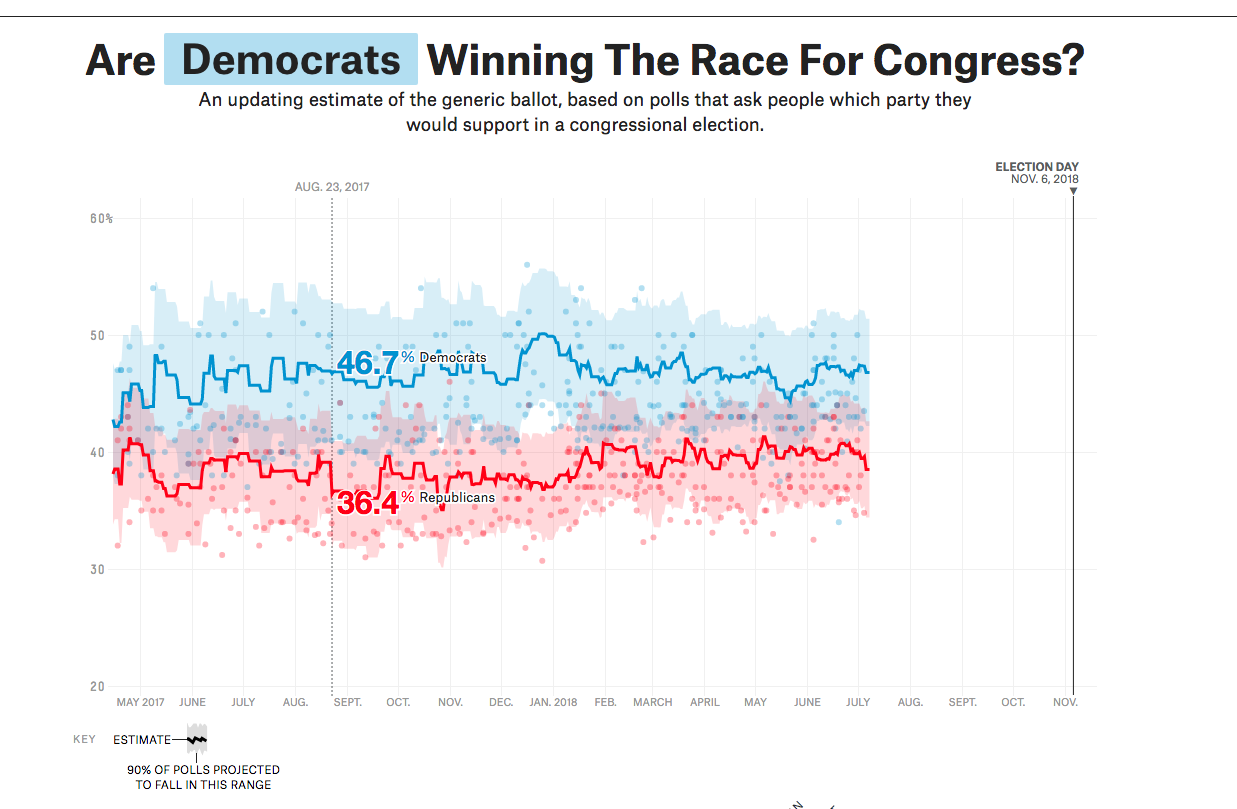 Are Democrats Winning The Race For Congress?
An updating estimate of the generic ballot, based on polls that ask people which party they
would support in a congressional election.
ELECTION DAY
NOV. 6, 2018
AUG. 23, 2017
60%
50
46.7% Democrats
40
36.4% Republicans
30
20
MAY 2017 JUNE JULY AUG. SEPT. OCT. NOV. DEC. JAN. 2018 FEB. MARCH APRIL MAY JUNE JULY AUG. SEPT. OCT. NOV.
KEY ESTIMATE
90% OF POLLS PROJECTED
TO FALL IN THIS RANGE